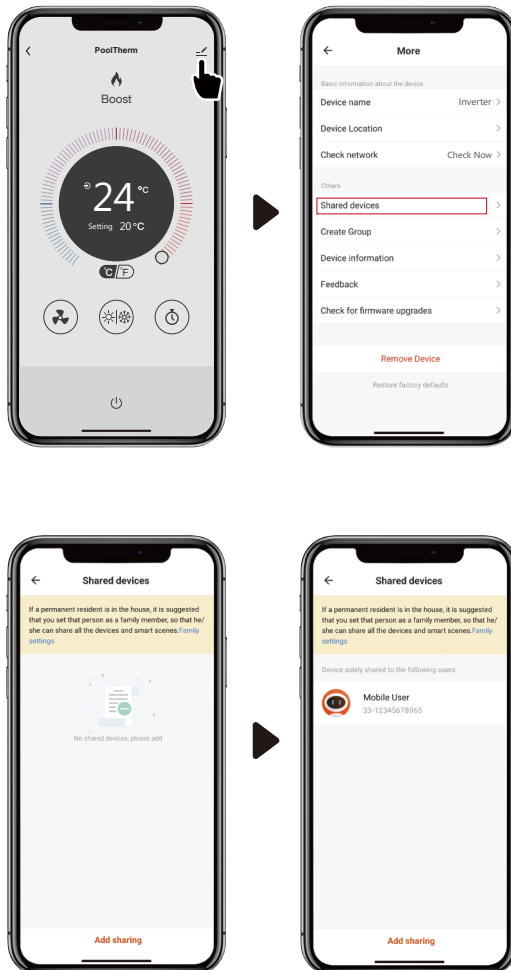 PoolTherm
Boost
24 °C
Setting 20 °C
°C / °F
More
Basic information about the device
Device name Inverter
Device Location
Check network Check Now
Others
Shared devices
Create Group
Device information
Feedback
Check for firmware upgrades
Remove Device
Restore factory defaults
Shared devices
If a permanent resident is in the house, it is suggested
that you set that person as a family member, so that he/
she can share all the devices and smart scenes.Family
settings
No shared devices, please add
Add sharing
Shared devices
If a permanent resident is in the house, it is suggested
that you set that person as a family member, so that he/
she can share all the devices and smart scenes.Family
settings
Device solely shared to the following users
Mobile User
33-12345678965
Add sharing